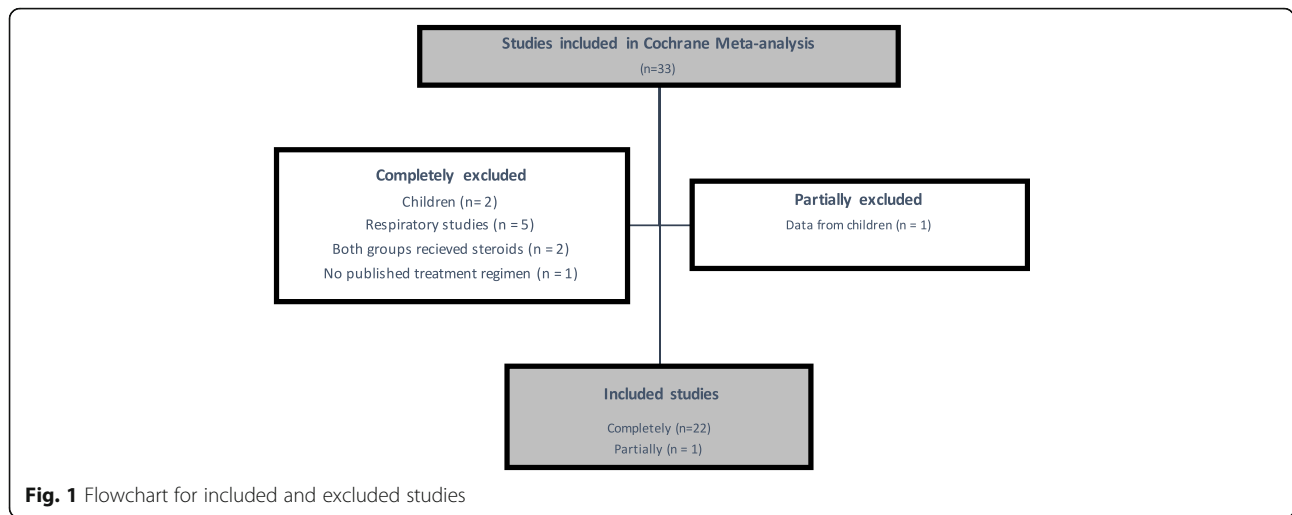 Studies included in Cochrane Meta-analysis
(n=33)
Completely excluded
Children (n= 2)
Respiratory studies (n = 5)
Both groups recieved steroids (n = 2)
No published treatment regimen (n = 1)
Partially excluded
Data from children (n = 1)
Included studies
Completely (n=22)
Partially (n = 1)
Fig. 1 Flowchart for included and excluded studies